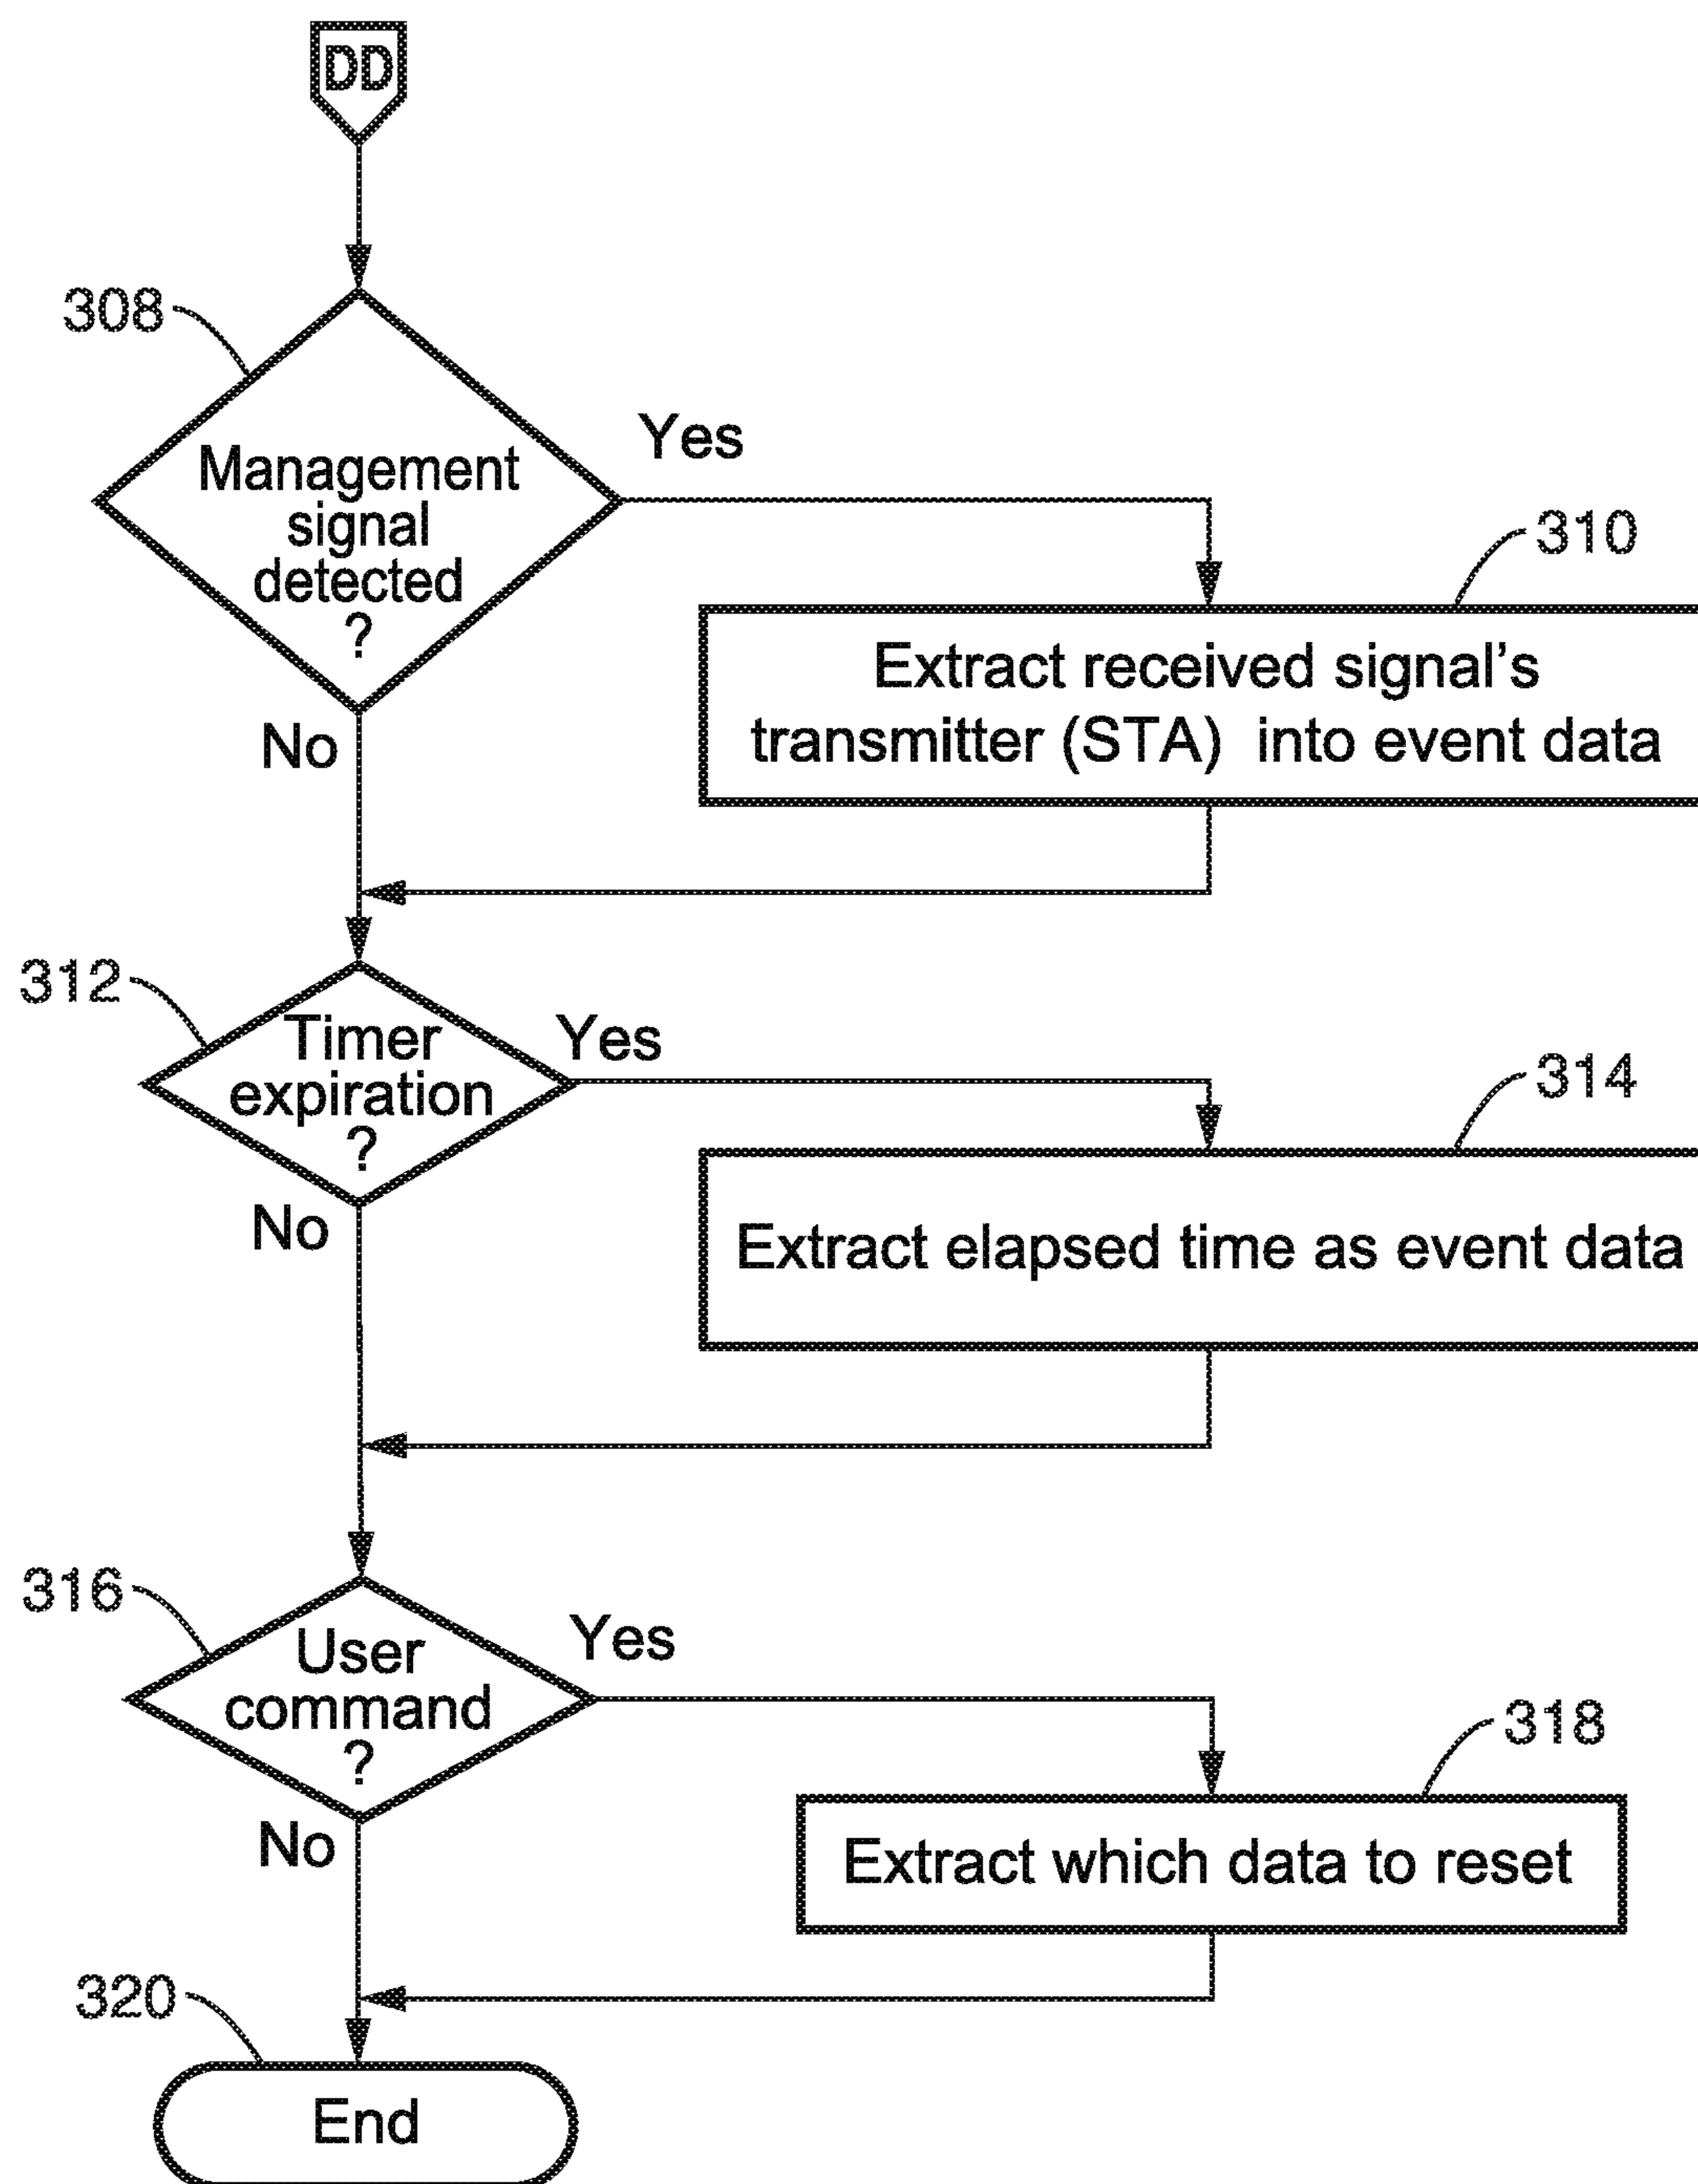 DD
308
Management
signal
detected
?
Yes
No
310
Extract received signal's
transmitter (STA) into event data
312
Timer
expiration
?
Yes
No
314
Extract elapsed time as event data
316
User
command
?
Yes
No
318
Extract which data to reset
320
End